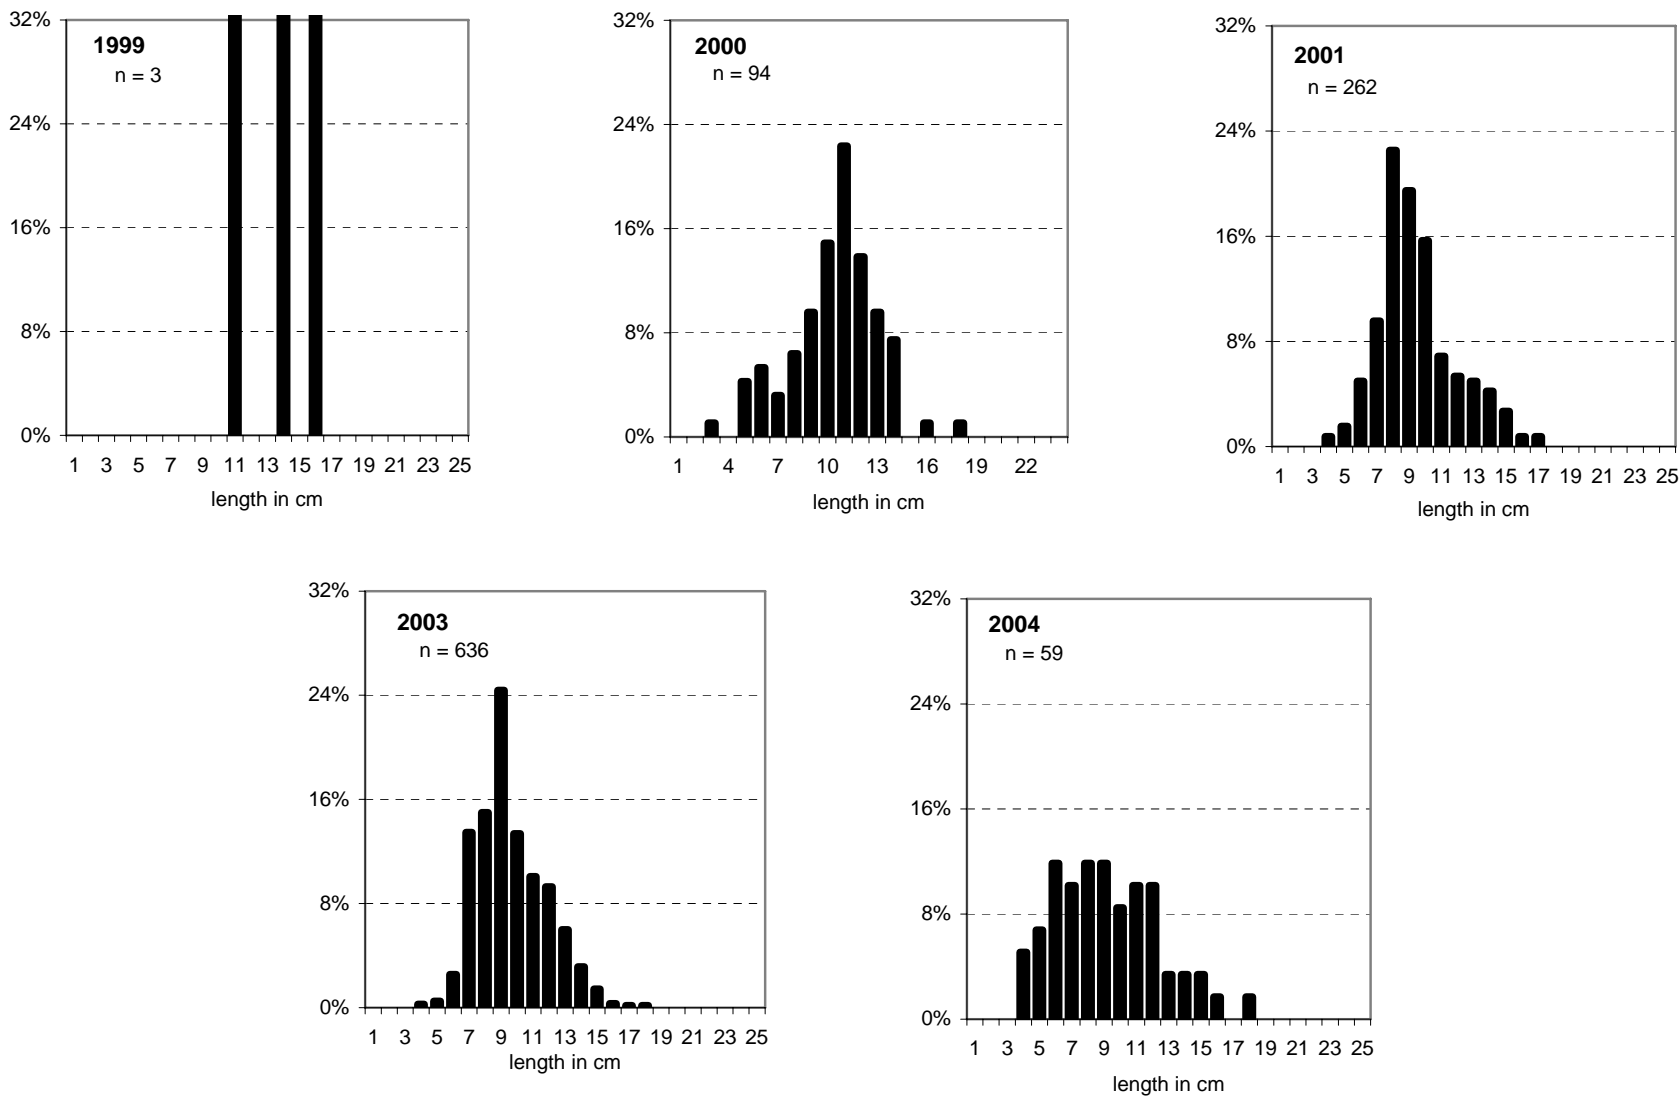 32%
1999
n = 3
24%
16%
8%
0%
1 3 5 7 9 11 13 15 17 19 21 23 25
length in cm
32%
2000
n = 94
24%
16%
8%
0%
1 4 7 10 13 16 19 22
length in cm
32%
2001
n = 262
24%
16%
8%
0%
1 3 5 7 9 11 13 15 17 19 21 23 25
length in cm
32%
2003
n = 636
24%
16%
8%
0%
1 3 5 7 9 11 13 15 17 19 21 23 25
length in cm
32%
2004
n = 59
24%
16%
8%
0%
1 3 5 7 9 11 13 15 17 19 21 23 25
length in cm